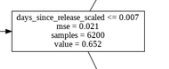 days_since_release_scaled <= 0.007
mse = 0.021
samples = 6200
value = 0.652